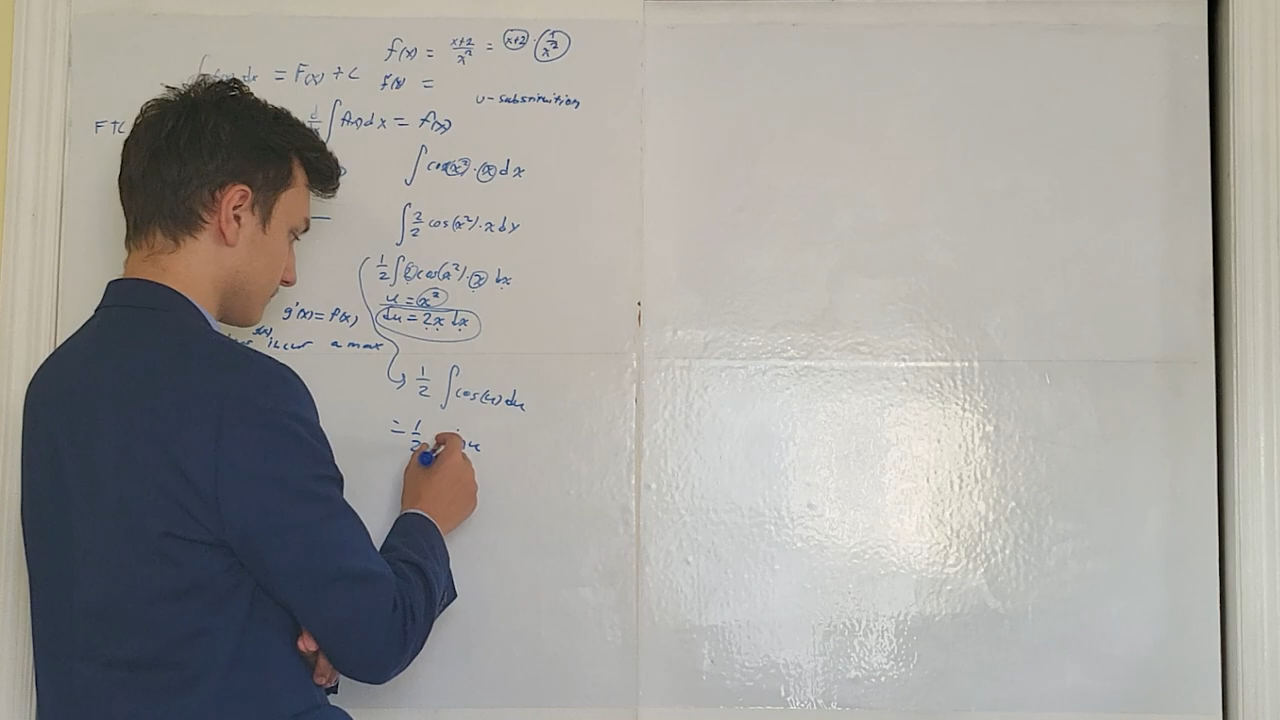 f(x) = x+2/x² = (x+2) · (1/x²)
dx = F(x) + C
f(x) =
u-substitution
FTC
d/dx ∫ f(x) dx = f(x)
∫ cos(x²) · (x) dx
∫ 2/2 cos(x²) · x dx
1/2 ∫ 2 cos(x²) · x dx
u = x²
g'(x) = f(x)
du = 2x dx
a max
1/2 ∫ cos(u) du
= 1/2